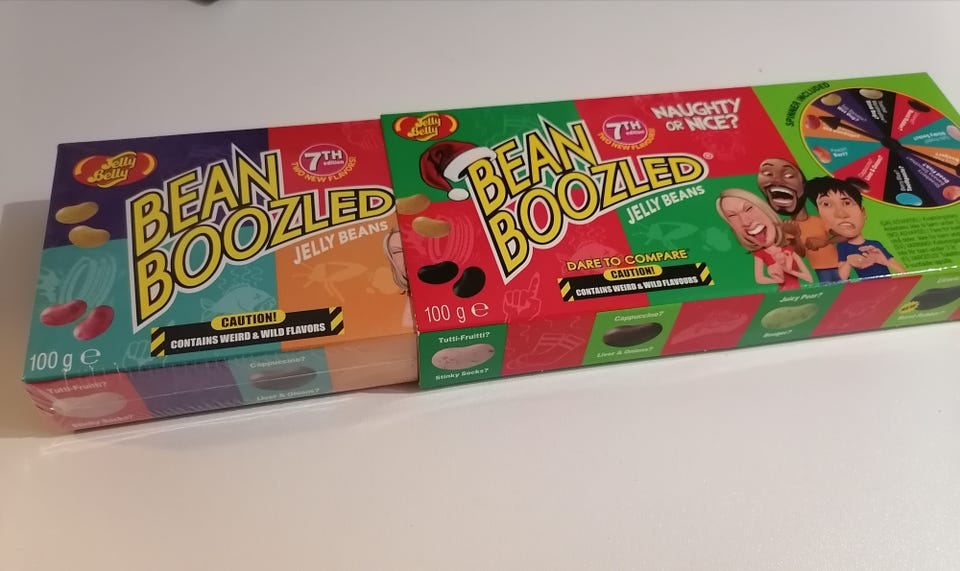 Jelly
Belly
BEAN
BOOZLED
7TH
edition
TWO NEW FLAVORS!
JELLY BEANS
CAUTION!
CONTAINS WEIRD & WILD FLAVORS
100 g ℮
Tutti-Fruitti?
Stinky Socks?
Cappuccino?
Liver & Onions?
Jelly
Belly
BEAN
BOOZLED®
7TH
edition
TWO NEW FLAVORS!
NAUGHTY
OR NICE?
JELLY BEANS
SPINNER INCLUDED
DARE TO COMPARE
CAUTION!
CONTAINS WEIRD & WILD FLAVOURS
100 g ℮
Tutti-Fruitti?
Stinky Socks?
Cappuccino?
Liver & Onions?
Juicy Pear?
Booger?